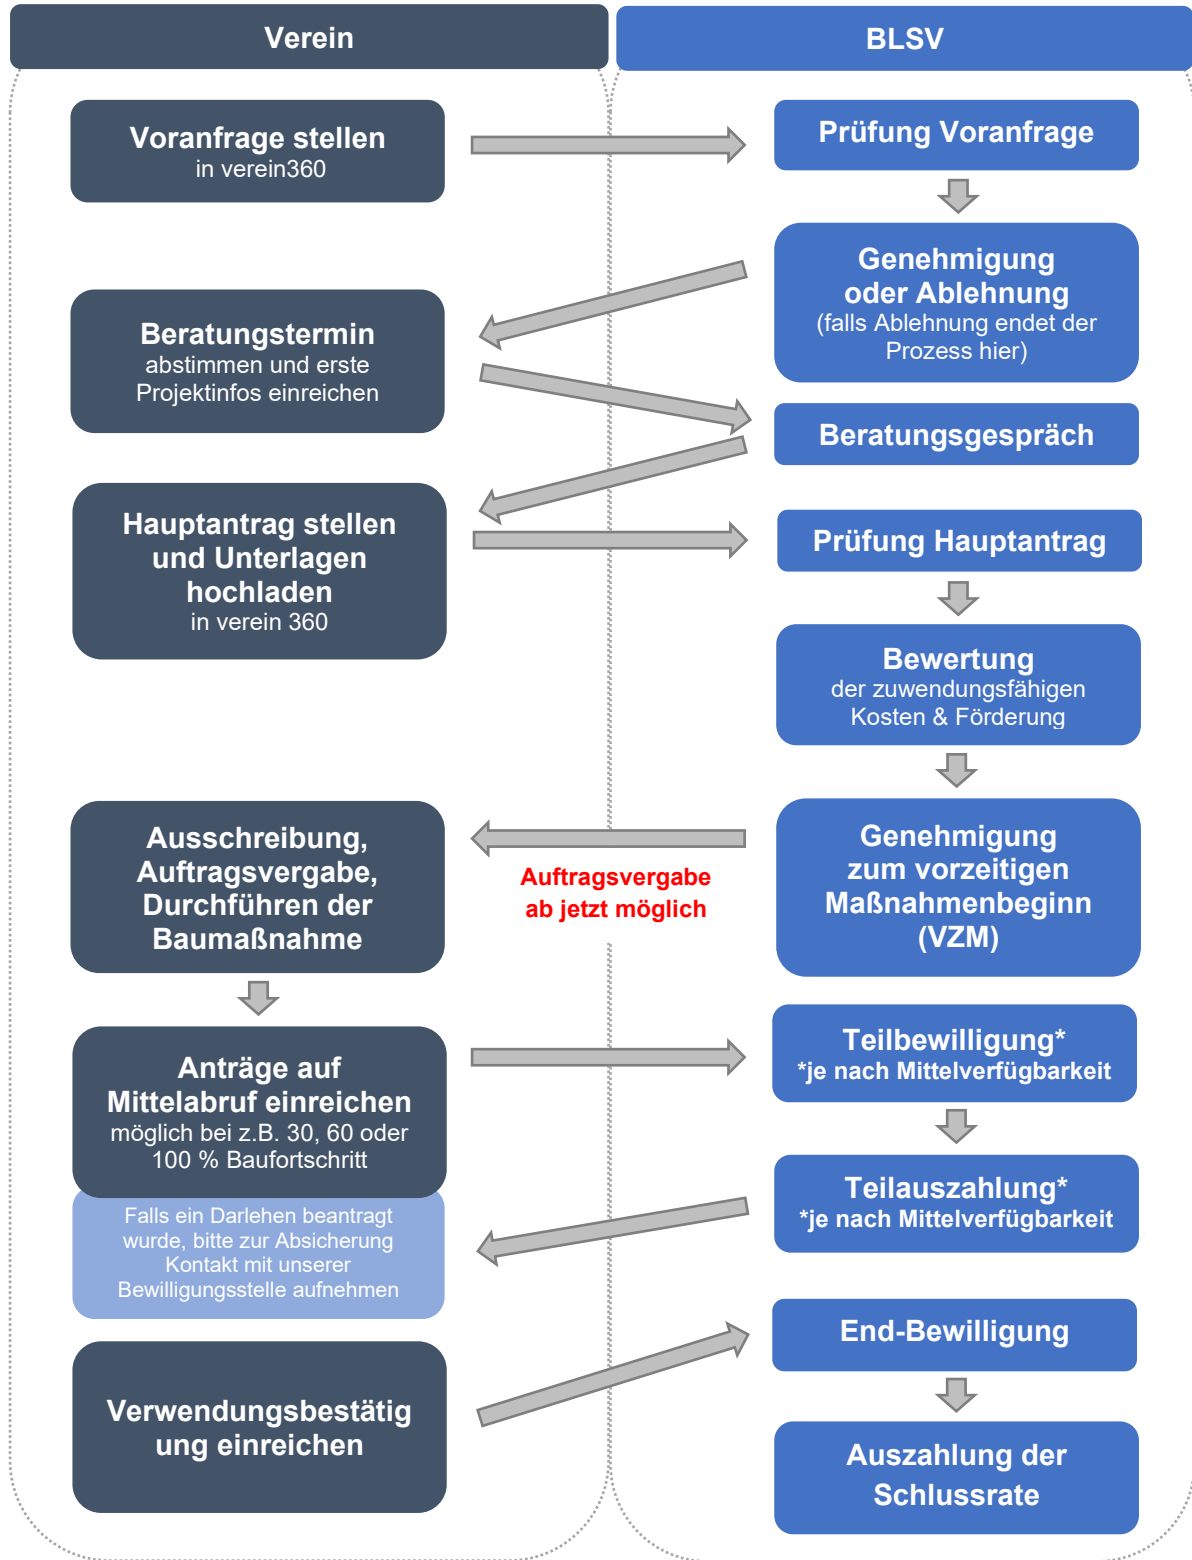 Verein
BLSV
Voranfrage stellen
in verein360
Prüfung Voranfrage
Genehmigung
oder Ablehnung
(falls Ablehnung endet der
Prozess hier)
Beratungstermin
abstimmen und erste
Projektinfos einreichen
Beratungsgespräch
Hauptantrag stellen
und Unterlagen
hochladen
in verein 360
Prüfung Hauptantrag
Bewertung
der zuwendungsfähigen
Kosten & Förderung
Genehmigung
zum vorzeitigen
Maßnahmenbeginn
(VZM)
Auftragsvergabe
ab jetzt möglich
Ausschreibung,
Auftragsvergabe,
Durchführen der
Baumaßnahme
Anträge auf
Mittelabruf einreichen
möglich bei z.B. 30, 60 oder
100 % Baufortschritt
Teilbewilligung*
*je nach Mittelverfügbarkeit
Teilauszahlung*
*je nach Mittelverfügbarkeit
Falls ein Darlehen beantragt
wurde, bitte zur Absicherung
Kontakt mit unserer
Bewilligungsstelle aufnehmen
Verwendungsbestätig
ung einreichen
End-Bewilligung
Auszahlung der
Schlussrate